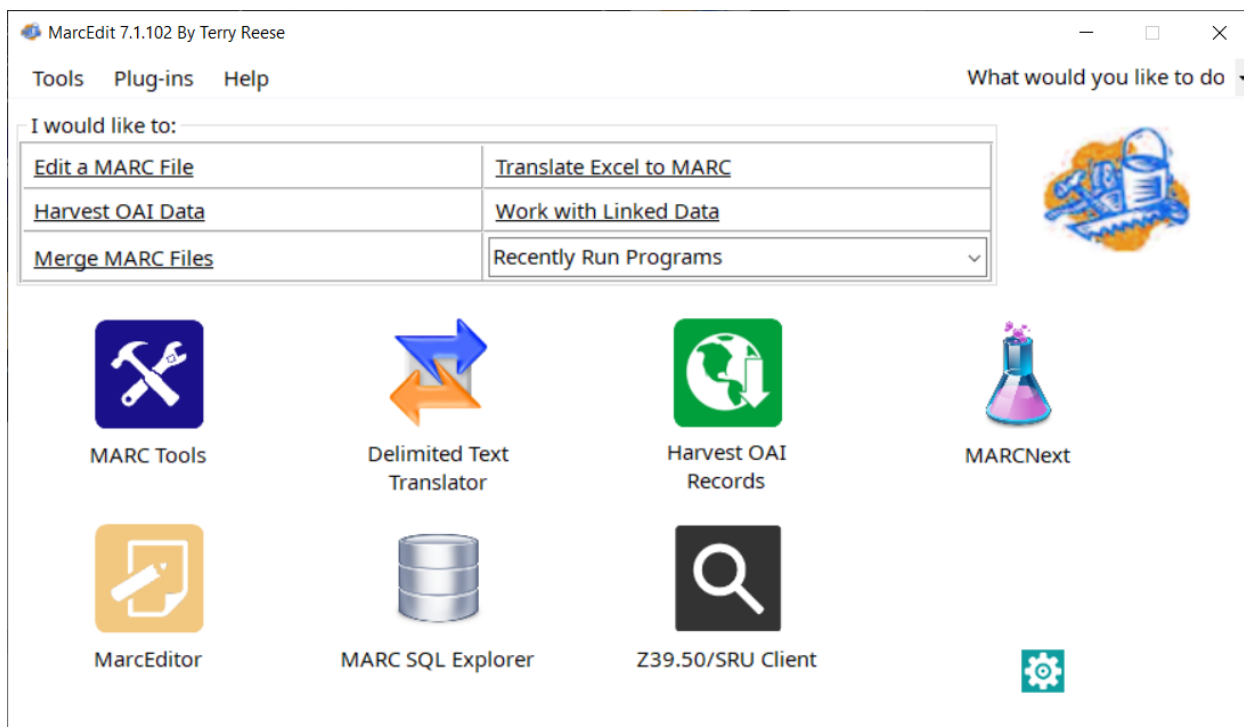 MarcEdit 7.1.102 By Terry Reese
Tools Plug-ins Help What would you like to do
I would like to:
Edit a MARC File Translate Excel to MARC
Harvest OAI Data Work with Linked Data
Merge MARC Files Recently Run Programs
MARC Tools
Delimited Text
Translator
Harvest OAI
Records
MARCNext
MarcEditor
MARC SQL Explorer
Z39.50/SRU Client